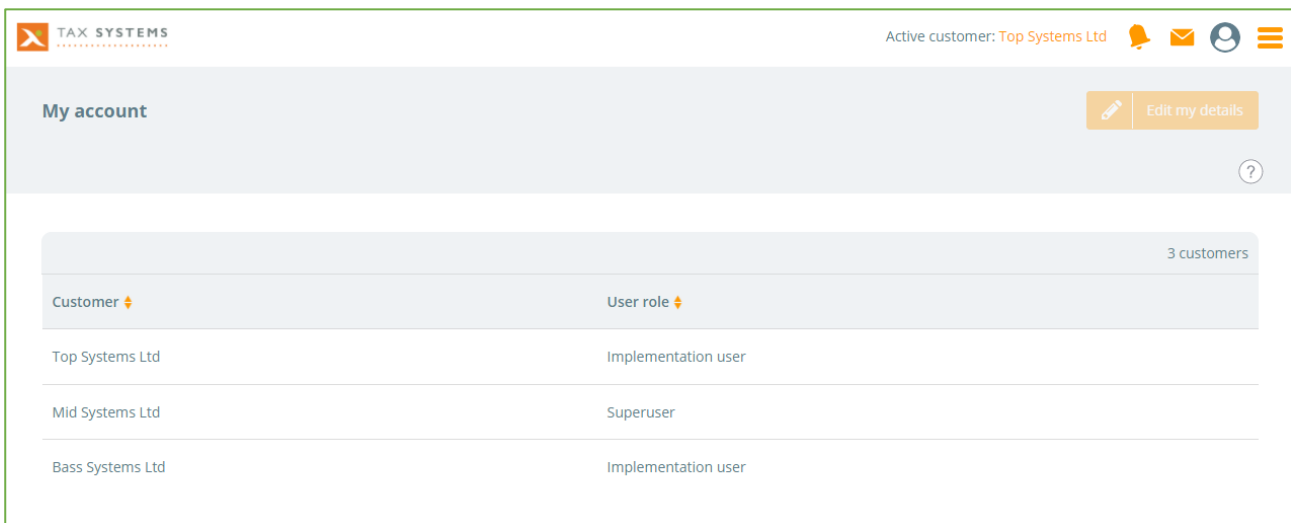 TAX SYSTEMS
Active customer: Top Systems Ltd
My account
Edit my details
?
3 customers
Customer User role
Top Systems Ltd Implementation user
Mid Systems Ltd Superuser
Bass Systems Ltd Implementation user